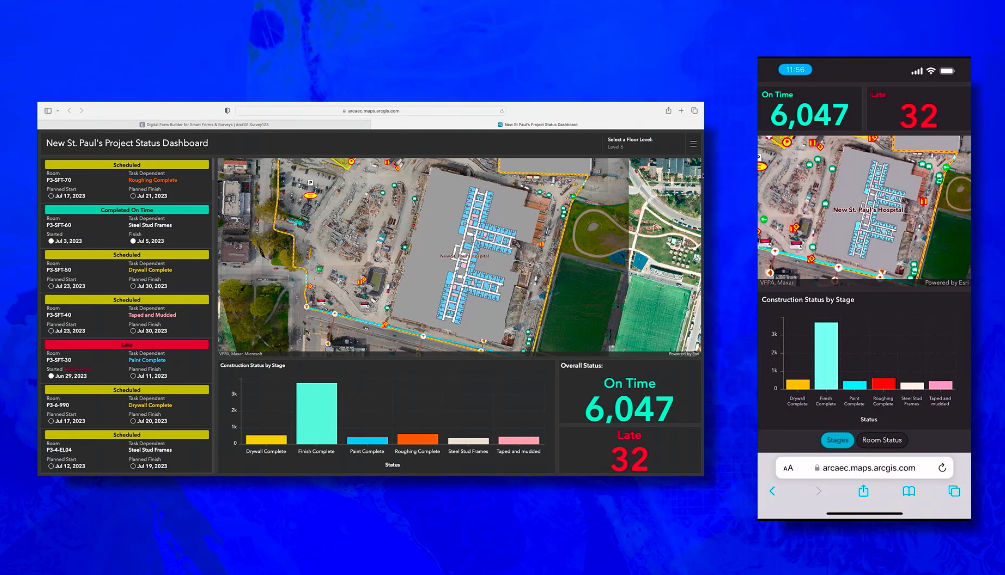 arcaec.maps.arcgis.com
Digital Form Builder for Smart Forms & Surveys | ArcGIS Survey123
New St. Paul's Project Status Dashboard
New St. Paul's Project Status Dashboard
Select a Floor Level:
Level 6
Scheduled
Room
Task Dependent
P3-SFT-70
Roughing Complete
Planned Start
Planned Finish
Jul 17, 2023
Jul 21, 2023
Completed On Time
Room
Task Dependent
P3-SFT-60
Steel Stud Frames
Started
Finish
Jul 3, 2023
Jul 5, 2023
Scheduled
Room
Task Dependent
P3-SFT-50
Drywall Complete
Planned Start
Planned Finish
Jul 23, 2023
Jul 30, 2023
Scheduled
Room
Task Dependent
P3-SFT-40
Taped and Mudded
Planned Start
Planned Finish
Jul 23, 2023
Jul 30, 2023
Late
Room
Task Dependent
P3-SFT-30
Paint Complete
Started
Planned Finish
Jun 29, 2023
Jul 11, 2023
Scheduled
Room
Task Dependent
P3-6-990
Drywall Complete
Planned Start
Planned Finish
Jul 17, 2023
Jul 20, 2023
Scheduled
Room
Task Dependent
P3-4-EL04
Steel Stud Frames
Planned Start
Planned Finish
Jul 12, 2023
Jul 19, 2023
New St. Paul's Hospital
VFPA, Maxar, Microsoft
Powered by Esri
Construction Status by Stage
3k
2k
1k
0
Drywall Complete
Finish Complete
Paint Complete
Roughing Complete
Steel Stud Frames
Taped and mudded
Status
Overall Status:
On Time
6,047
Late
32
11:56
On Time
6,047
Late
32
New St. Paul's Hospital
VFPA, Maxar
Powered by Esri
Construction Status by Stage
3k
2k
1k
0
Drywall Complete
Finish Complete
Paint Complete
Roughing Complete
Steel Stud Frames
Taped and mudded
Status
Stages
Room Status
AA
arcaec.maps.arcgis.com